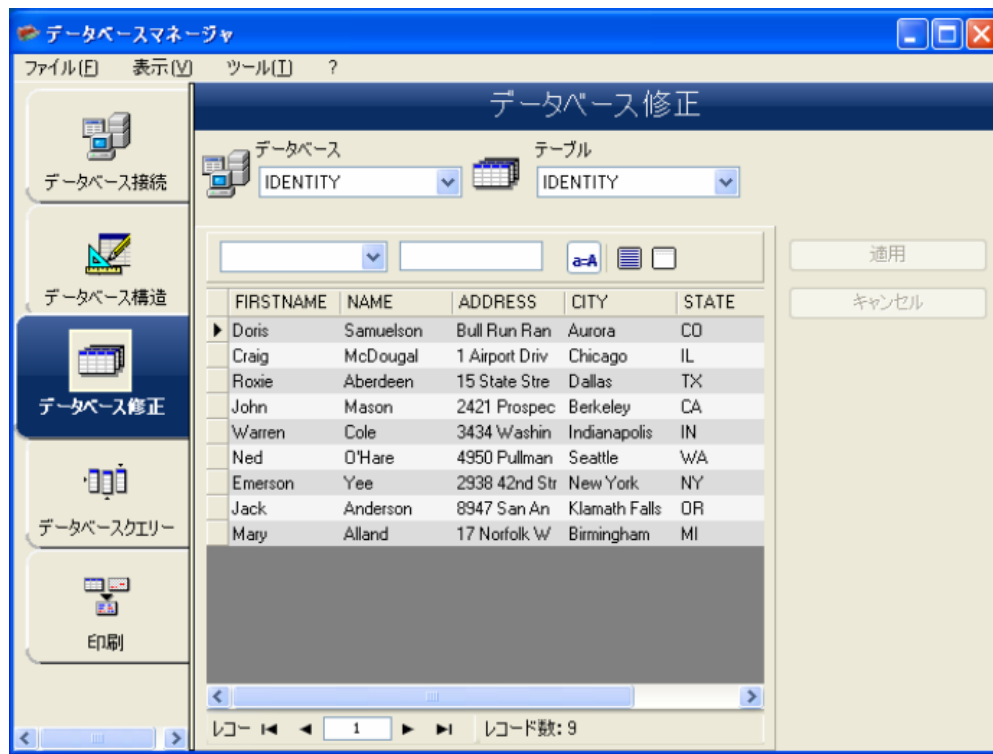 データベースマネージャ
ファイル(F) 表示(V) ツール(T) ?
データベース接続
データベース構造
データベース修正
データベースクエリー
印刷
データベース修正
データベース テーブル
IDENTITY IDENTITY
a=A
適用
キャンセル
FIRSTNAME NAME ADDRESS CITY STATE
Doris Samuelson Bull Run Ran Aurora CO
Craig McDougal 1 Airport Driv Chicago IL
Roxie Aberdeen 15 State Stre Dallas TX
John Mason 2421 Prospec Berkeley CA
Warren Cole 3434 Washin Indianapolis IN
Ned O'Hare 4950 Pullman Seattle WA
Emerson Yee 2938 42nd Str New York NY
Jack Anderson 8947 San An Klamath Falls OR
Mary Alland 17 Norfolk W Birmingham MI
レコー 1 レコード数: 9